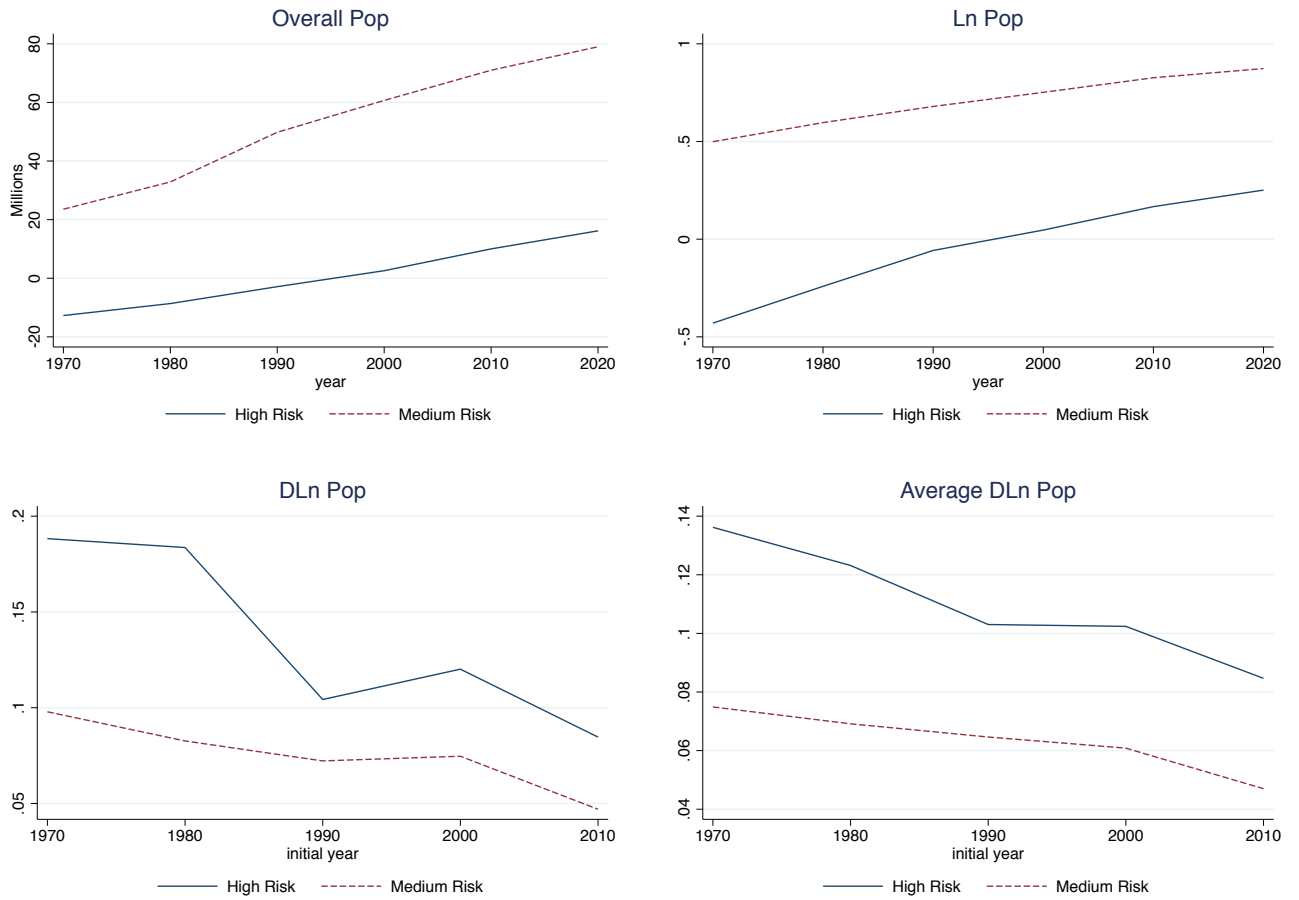 Overall Pop
Millions
80
60
40
20
0
-20
1970 1980 1990 2000 2010 2020
year
High Risk Medium Risk
Ln Pop
1
.5
0
-.5
1970 1980 1990 2000 2010 2020
year
High Risk Medium Risk
DLn Pop
.2
.15
.1
.05
1970 1980 1990 2000 2010
initial year
High Risk Medium Risk
Average DLn Pop
.14
.12
.1
.08
.06
.04
1970 1980 1990 2000 2010
initial year
High Risk Medium Risk